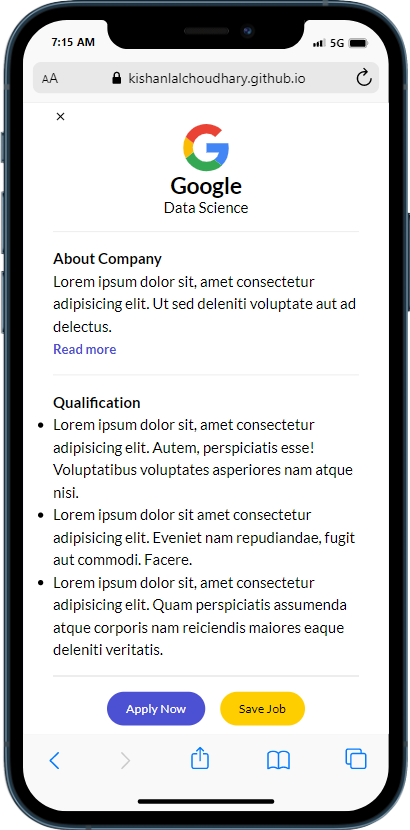 7:15 AM 5G
AA kishanlalchoudhary.github.io
×
Google
Data Science
About Company
Lorem ipsum dolor sit, amet consectetur
adipisicing elit. Ut sed deleniti voluptate aut ad
delectus.
Read more
Qualification
• Lorem ipsum dolor sit, amet consectetur
adipisicing elit. Autem, perspiciatis esse!
Voluptatibus voluptates asperiores nam atque
nisi.
• Lorem ipsum dolor sit amet consectetur
adipisicing elit. Eveniet nam repudiandae, fugit
aut commodi. Facere.
• Lorem ipsum dolor sit, amet consectetur
adipisicing elit. Quam perspiciatis assumenda
atque corporis nam reiciendis maiores eaque
deleniti veritatis.
Apply Now Save Job